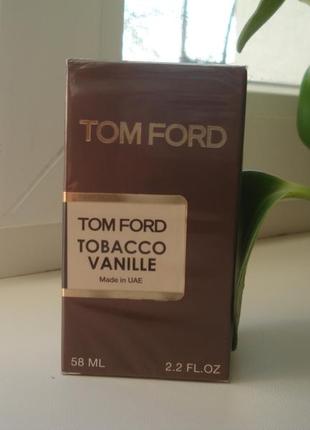 TOM FORD
TOM FORD
TOBACCO
VANILLE
Made in UAE
58 ML 2.2 FL.OZ